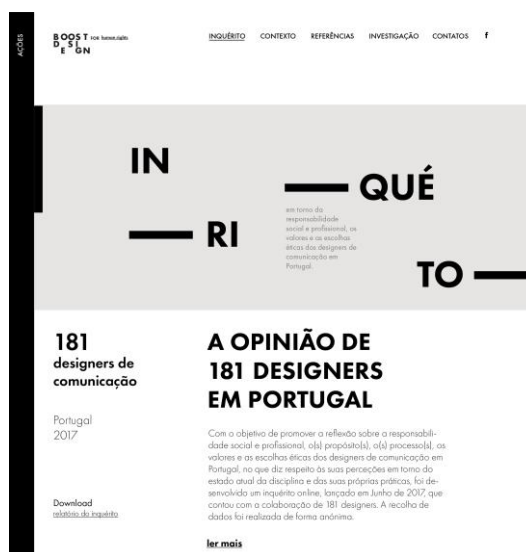 AÇÕES
BOOST FOR human rights
DESI
GN
INQUÉRITO CONTEXTO REFERÊNCIAS INVESTIGAÇÃO CONTATOS f
IN
QUÉ
RI
TO
em torno da
responsabilidade
social e profissional, os
valores e as escolhas
éticas dos designers de
comunicação em
Portugal.
181
designers de
comunicação
Portugal
2017
Download
relatório do inquérito
A OPINIÃO DE
181 DESIGNERS
EM PORTUGAL
Com o objetivo de promover a reflexão sobre a responsabili-
dade social e profissional, o(s) propósito(s), o(s) processo(s), os
valores e as escolhas éticas dos designers de comunicação em
Portugal, no que diz respeito às suas perceções em torno do
estado atual da disciplina e das suas próprias práticas, foi de-
senvolvido um inquérito online, lançado em Junho de 2017, que
contou com a colaboração de 181 designers. A recolha de
dados foi realizada de forma anónima.
ler mais